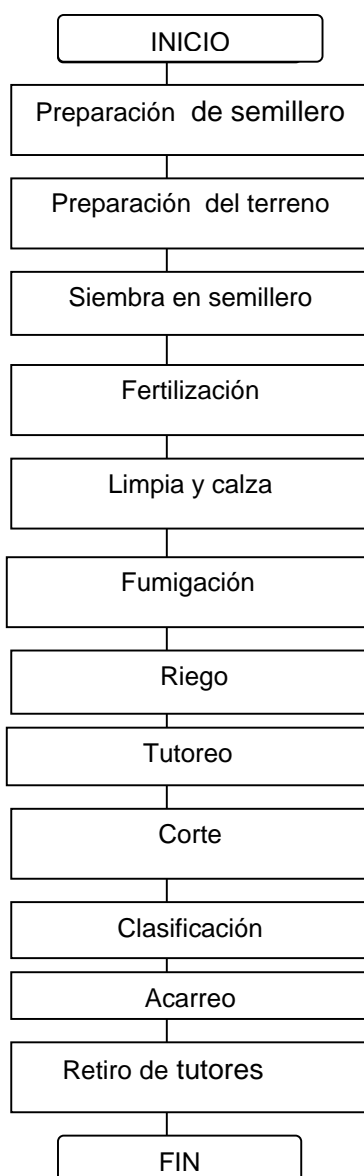 INICIO
Preparación de semillero
Preparación del terreno
Siembra en semillero
Fertilización
Limpia y calza
Fumigación
Riego
Tutoreo
Corte
Clasificación
Acarreo
Retiro de tutores
FIN